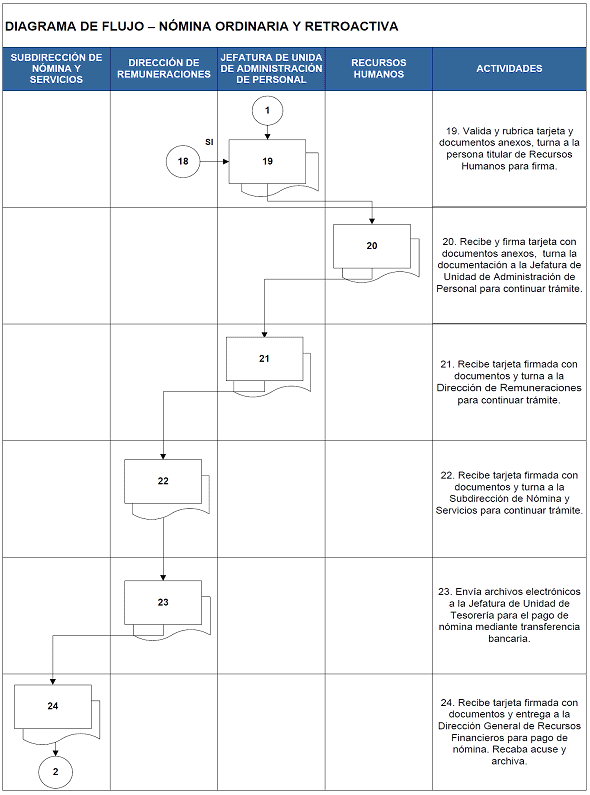 DIAGRAMA DE FLUJO – NÓMINA ORDINARIA Y RETROACTIVA
SUBDIRECCIÓN DE
NÓMINA Y
SERVICIOS
DIRECCIÓN DE
REMUNERACIONES
JEFATURA DE UNIDA
DE ADMINISTRACIÓN
DE PERSONAL
RECURSOS
HUMANOS
ACTIVIDADES
1
SI
18
19
19. Valida y rubrica tarjeta y
documentos anexos, turna a la
persona titular de Recursos
Humanos para firma.
20
20. Recibe y firma tarjeta con
documentos anexos, turna la
documentación a la Jefatura de
Unidad de Administración de
Personal para continuar trámite.
21
21. Recibe tarjeta firmada con
documentos y turna a la
Dirección de Remuneraciones
para continuar trámite.
22
22. Recibe tarjeta firmada con
documentos y turna a la
Subdirección de Nómina y
Servicios para continuar trámite.
23
23. Envía archivos electrónicos
a la Jefatura de Unidad de
Tesorería para el pago de
nómina mediante transferencia
bancaria.
24
24. Recibe tarjeta firmada con
documentos y entrega a la
Dirección General de Recursos
Financieros para pago de
nómina. Recaba acuse y
archiva.
2